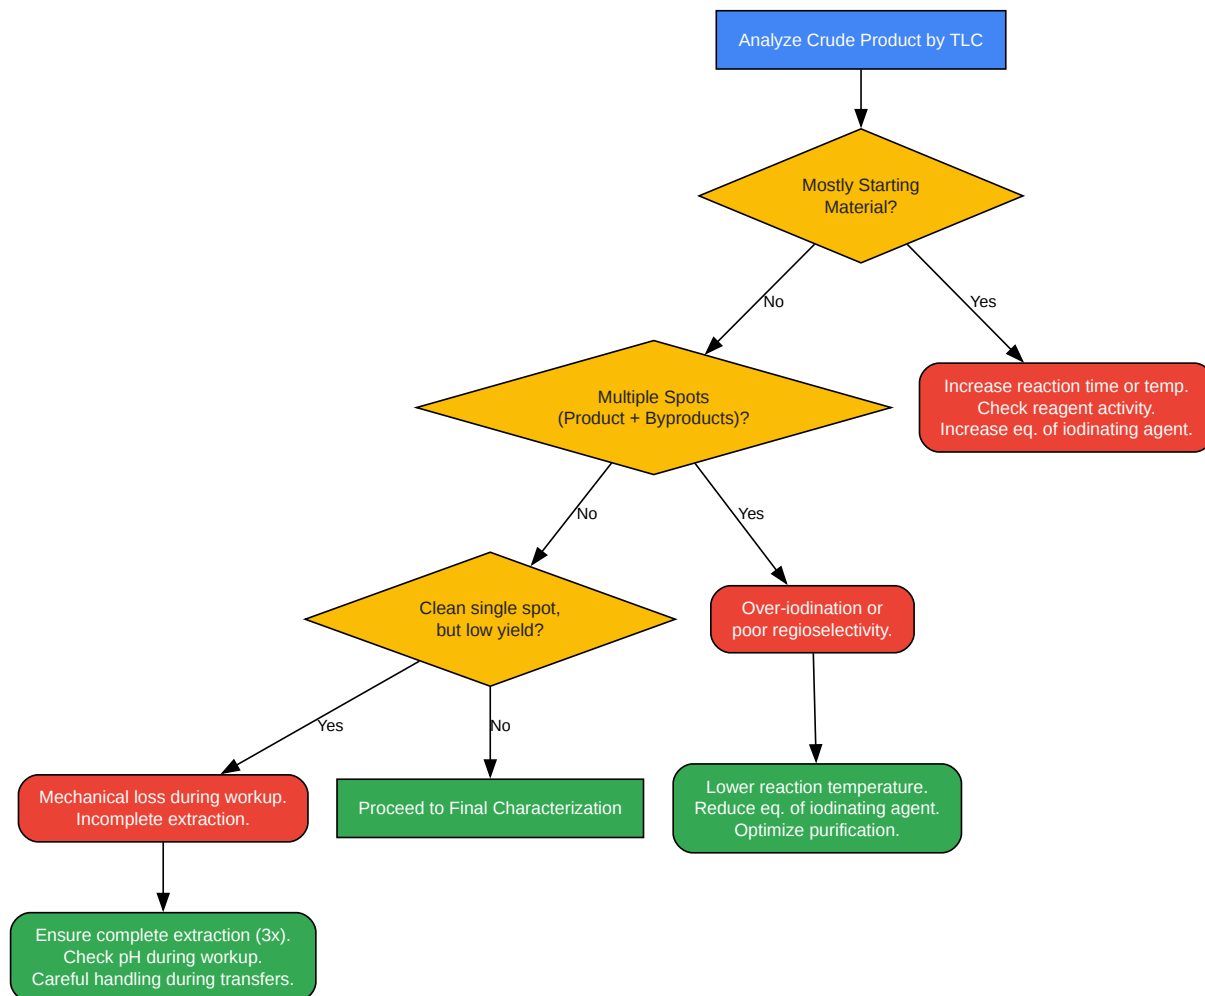 Analyze Crude Product by TLC
Mostly Starting
Material?
No
Yes
Multiple Spots
(Product + Byproducts)?
Increase reaction time or temp.
Check reagent activity.
Increase eq. of iodinating agent.
No
Yes
Clean single spot,
but low yield?
Over-iodination or
poor regioselectivity.
Yes
No
Mechanical loss during workup.
Incomplete extraction.
Proceed to Final Characterization
Lower reaction temperature.
Reduce eq. of iodinating agent.
Optimize purification.
Ensure complete extraction (3x).
Check pH during workup.
Careful handling during transfers.